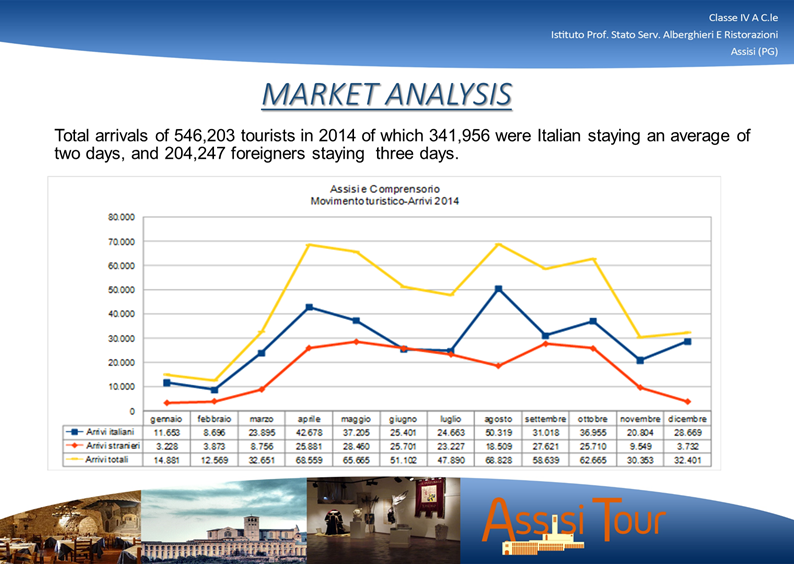 Classe IV A C.le
Istituto Prof. Stato Serv. Alberghieri E Ristorazioni
Assisi (PG)
MARKET ANALYSIS
Total arrivals of 546,203 tourists in 2014 of which 341,956 were Italian staying an average of
two days, and 204,247 foreigners staying three days.
Assisi e Comprensorio
Movimento turistico-Arrivi 2014
80.000
70.000
60.000
50.000
40.000
30.000
20.000
10.000
0
gennaio febbraio marzo aprile maggio giugno luglio agosto settembre ottobre novembre dicembre
Arrivi italiani 11.653 8.696 23.895 42.678 37.205 25.401 24.663 50.319 31.018 36.955 20.804 28.669
Arrivi stranieri 3.228 3.873 8.756 25.881 28.460 25.701 23.227 18.509 27.621 25.710 9.549 3.732
Arrivi totali 14.881 12.569 32.651 68.559 65.665 51.102 47.890 68.828 58.639 62.665 30.353 32.401
Assisi Tour